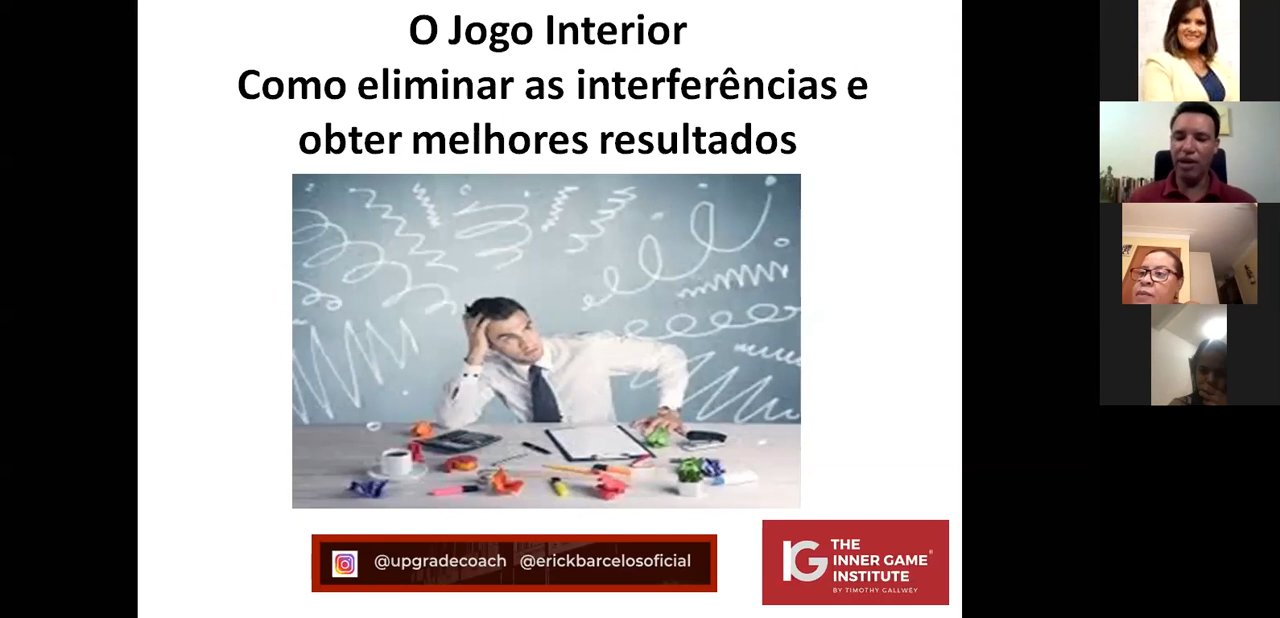 O Jogo Interior
Como eliminar as interferências e
obter melhores resultados
@upgradecoach @erickbarcelosoficial
IG THE
INNER GAME®
INSTITUTE
BY TIMOTHY GALLWEY